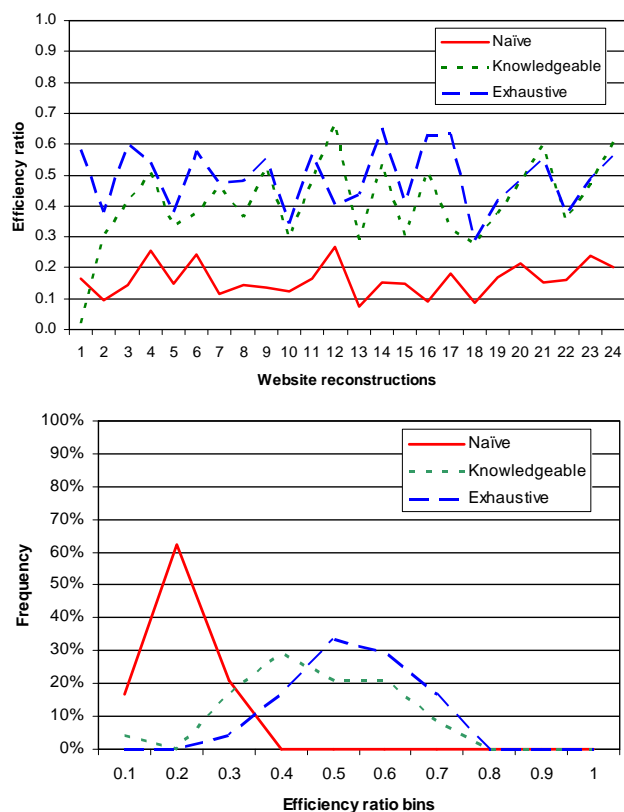 1.0
0.9
0.8
0.7
0.6
0.5
0.4
0.3
0.2
0.1
0.0
Efficiency ratio
Naïve
Knowledgeable
Exhaustive
1 2 3 4 5 6 7 8 9 10 11 12 13 14 15 16 17 18 19 20 21 22 23 24
Website reconstructions
100%
90%
80%
70%
60%
50%
40%
30%
20%
10%
0%
Frequency
Naïve
Knowledgeable
Exhaustive
0.1 0.2 0.3 0.4 0.5 0.6 0.7 0.8 0.9 1
Efficiency ratio bins